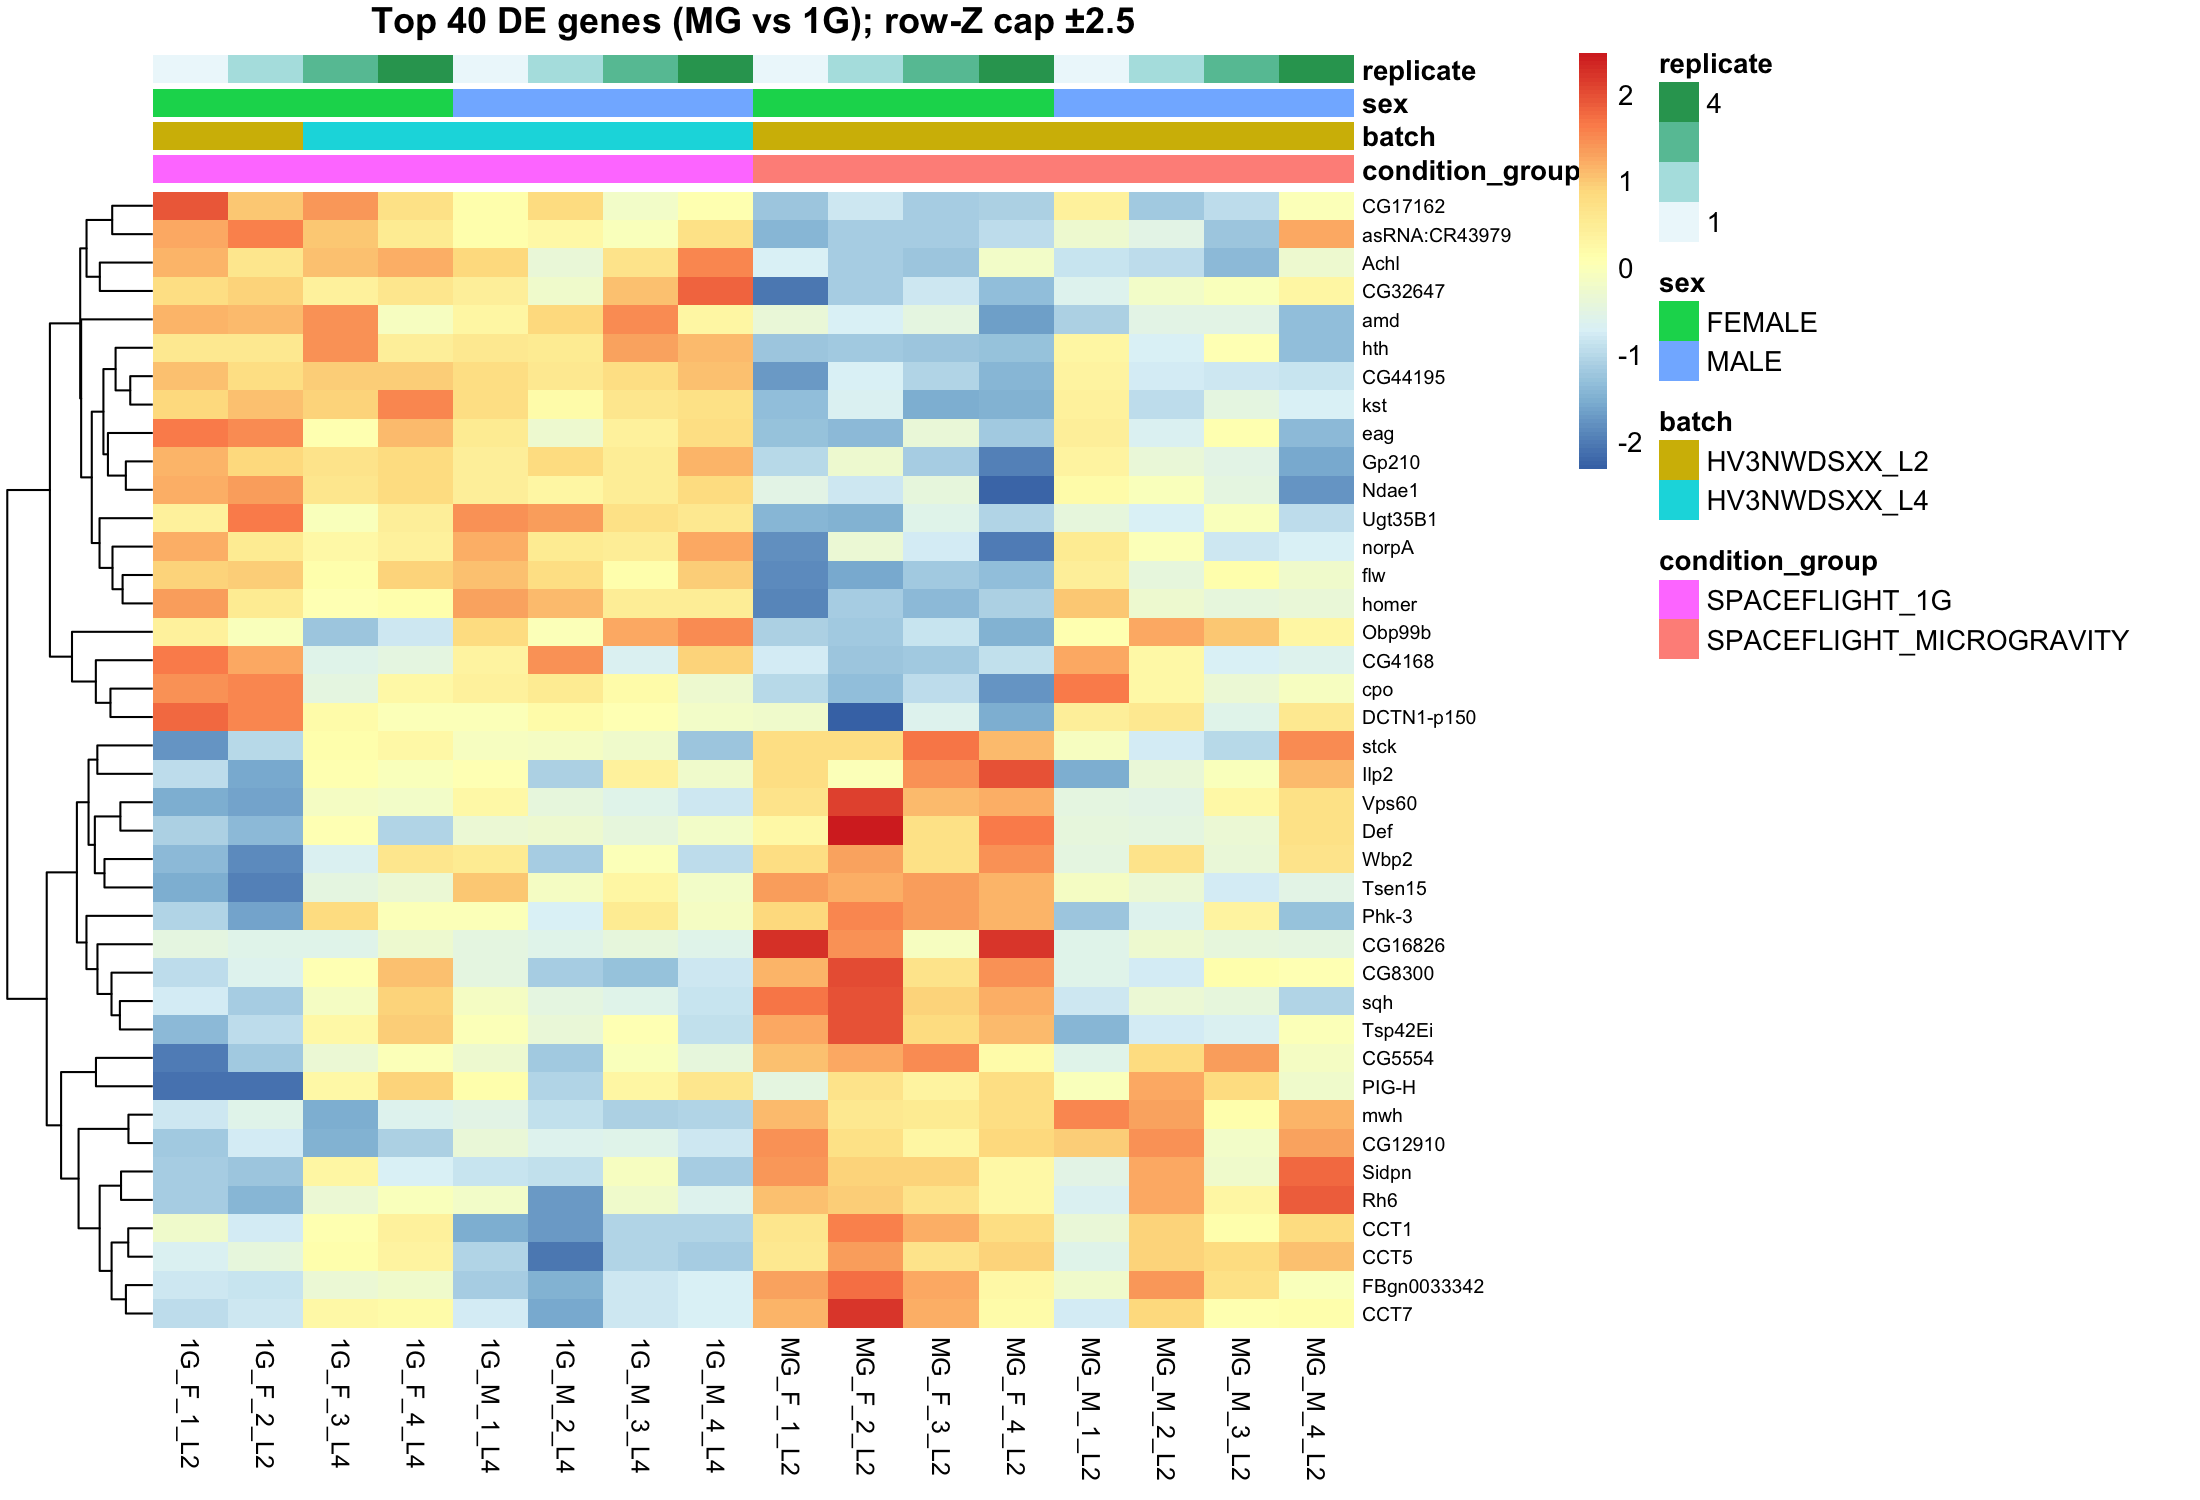 Top 40 DE genes (MG vs 1G); row-Z cap ±2.5
replicate
sex
batch
condition_group
CG17162
asRNA:CR43979
Achl
CG32647
amd
hth
CG44195
kst
eag
Gp210
Ndae1
Ugt35B1
norpA
flw
homer
Obp99b
CG4168
cpo
DCTN1-p150
stck
Ilp2
Vps60
Def
Wbp2
Tsen15
Phk-3
CG16826
CG8300
sqh
Tsp42Ei
CG5554
PIG-H
mwh
CG12910
Sidpn
Rh6
CCT1
CCT5
FBgn0033342
CCT7
1G_F_1_L2
1G_F_2_L2
1G_F_3_L4
1G_F_4_L4
1G_M_1_L4
1G_M_2_L4
1G_M_3_L4
1G_M_4_L4
MG_F_1_L2
MG_F_2_L2
MG_F_3_L2
MG_F_4_L2
MG_M_1_L2
MG_M_2_L2
MG_M_3_L2
MG_M_4_L2
2
1
0
-1
-2
replicate
4
1
sex
FEMALE
MALE
batch
HV3NWDSXX_L2
HV3NWDSXX_L4
condition_group
SPACEFLIGHT_1G
SPACEFLIGHT_MICROGRAVITY